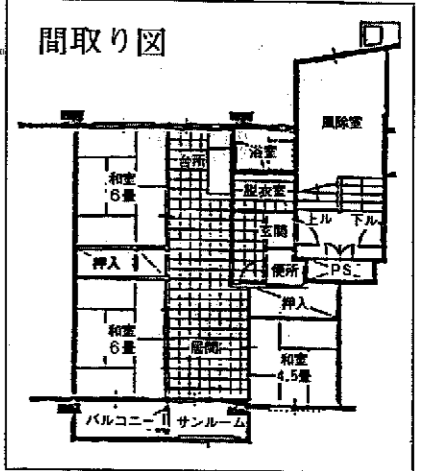 間取り図
風除室
台所
浴室
和室
6畳
脱衣室
上ル
下ル
玄関
押入
便所
PS
押入
和室
6畳
居間
和室
4.5畳
バルコニー
サンルーム